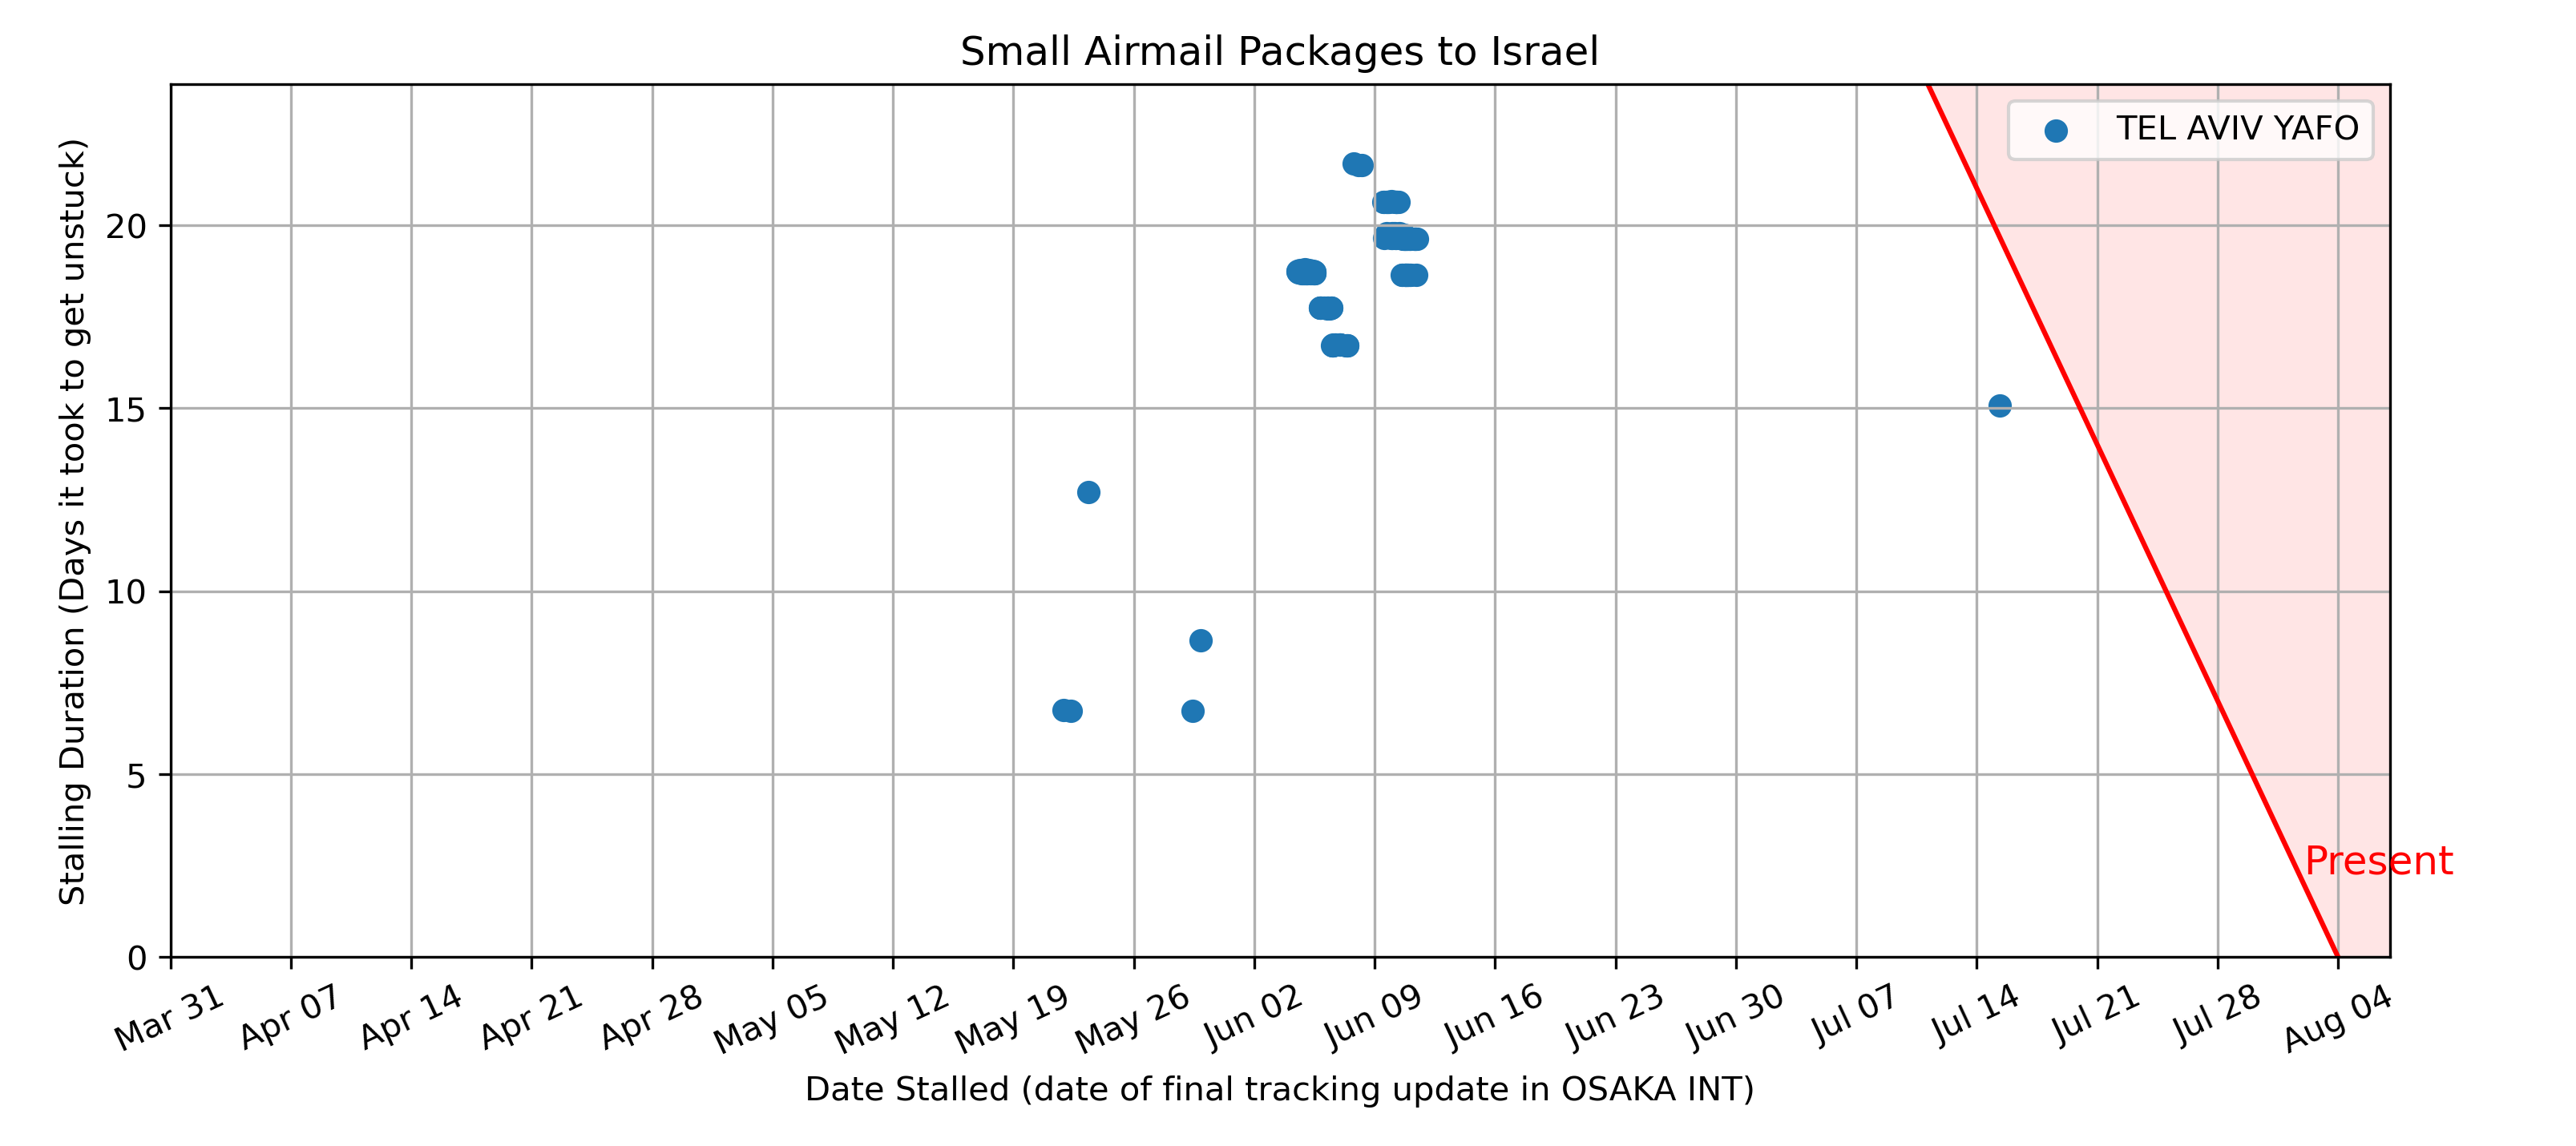 Small Airmail Packages to Israel
TEL AVIV YAFO
Stalling Duration (Days it took to get unstuck)
20
15
10
5
0
Present
Mar 31
Apr 07
Apr 14
Apr 21
Apr 28
May 05
May 12
May 19
May 26
Jun 02
Jun 09
Jun 16
Jun 23
Jun 30
Jul 07
Jul 14
Jul 21
Jul 28
Aug 04
Date Stalled (date of final tracking update in OSAKA INT)